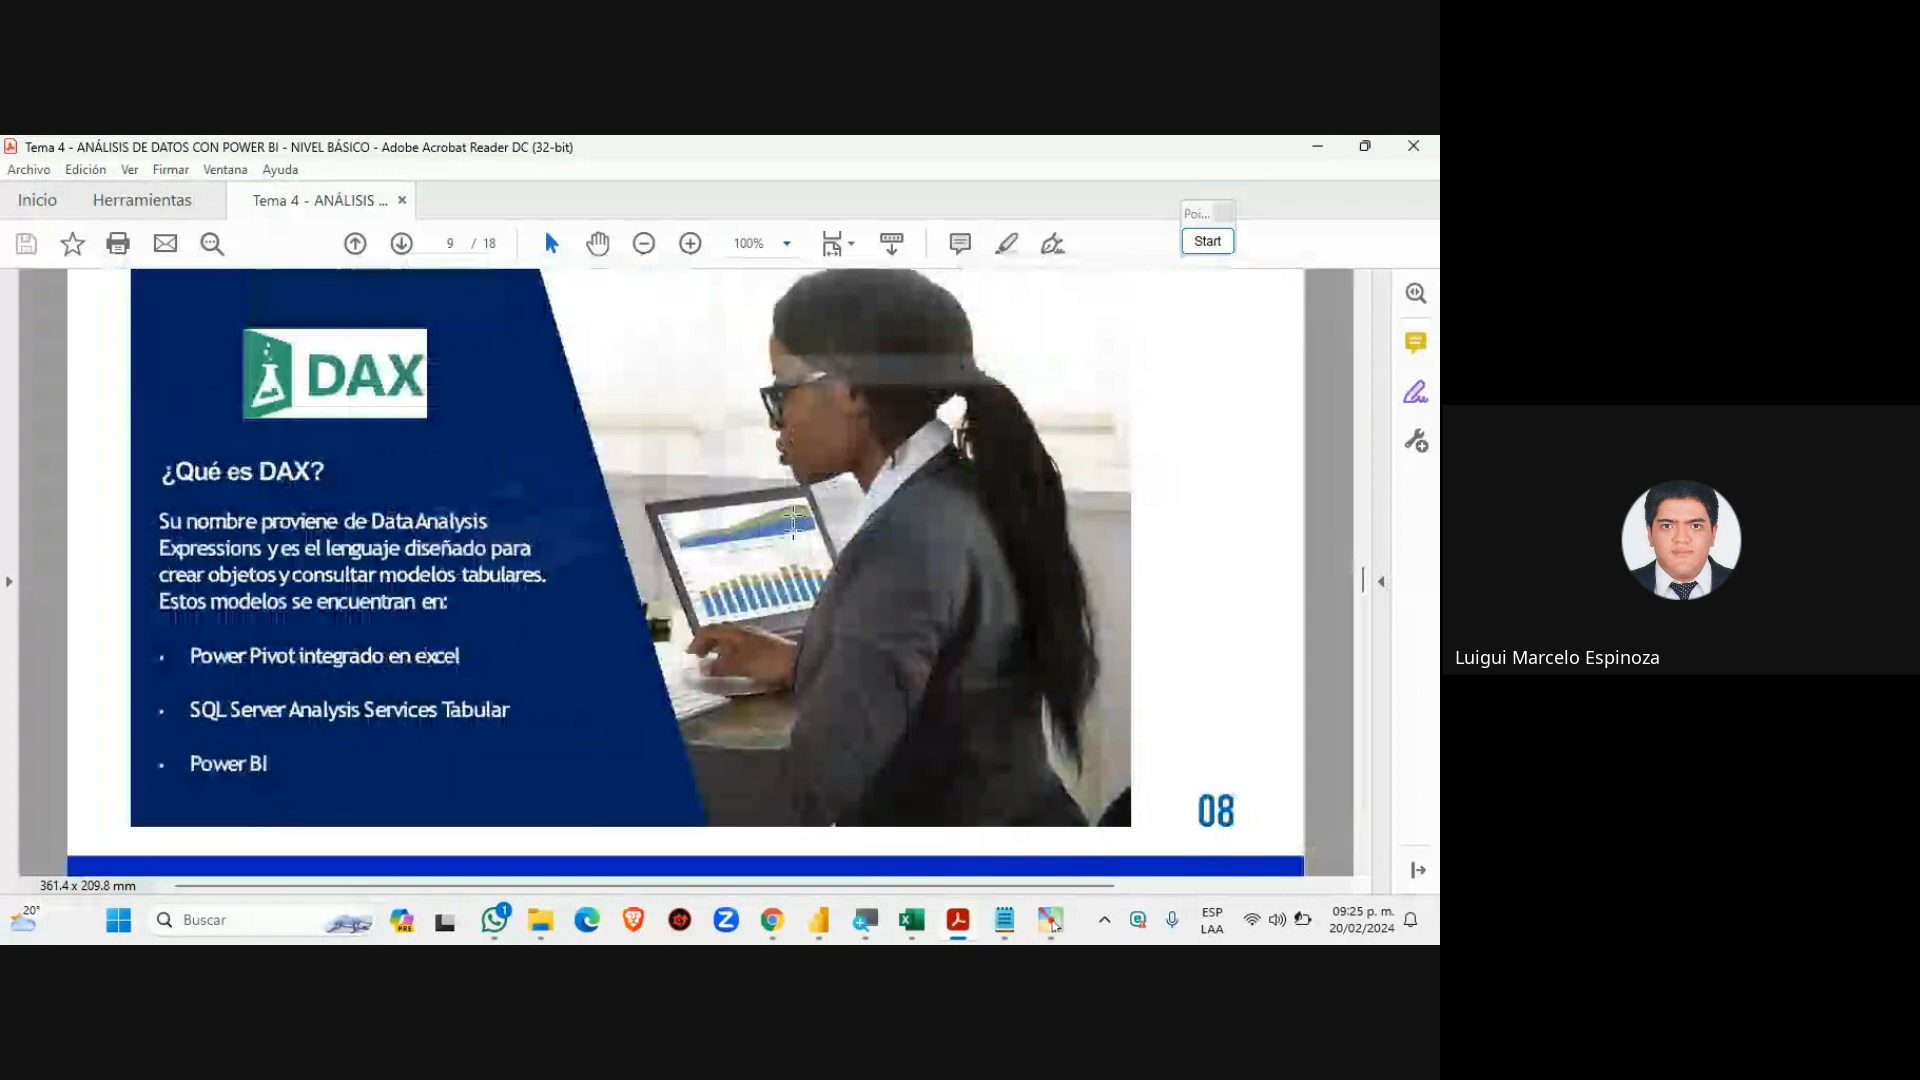 Tema 4 - ANÁLISIS DE DATOS CON POWER BI - NIVEL BÁSICO - Adobe Acrobat Reader DC (32-bit)
Archivo Edición Ver Firmar Ventana Ayuda
Inicio Herramientas Tema 4 - ANÁLISIS ...
Poi...
9 / 18 100% Start
DAX
¿Qué es DAX?
Su nombre proviene de Data Analysis
Expressions y es el lenguaje diseñado para
crear objetos y consultar modelos tabulares.
Estos modelos se encuentran en:
• Power Pivot integrado en excel
• SQL Server Analysis Services Tabular
• Power BI
08
Luigui Marcelo Espinoza
361.4 x 209.8 mm
20°
Buscar
PRE
1
ESP
LAA
09:25 p. m.
20/02/2024